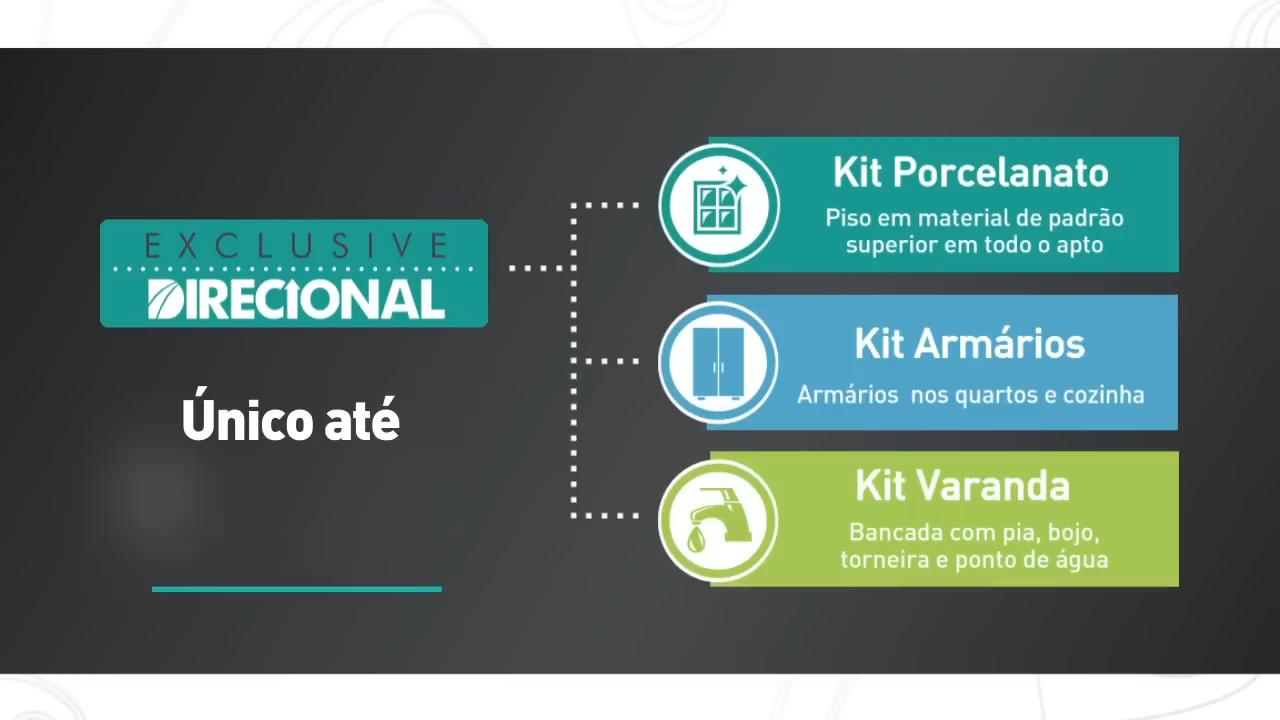 EXCLUSIVE
DIRECIONAL
Único até
Kit Porcelanato
Piso em material de padrão
superior em todo o apto
Kit Armários
Armários nos quartos e cozinha
Kit Varanda
Bancada com pia, bojo,
torneira e ponto de água